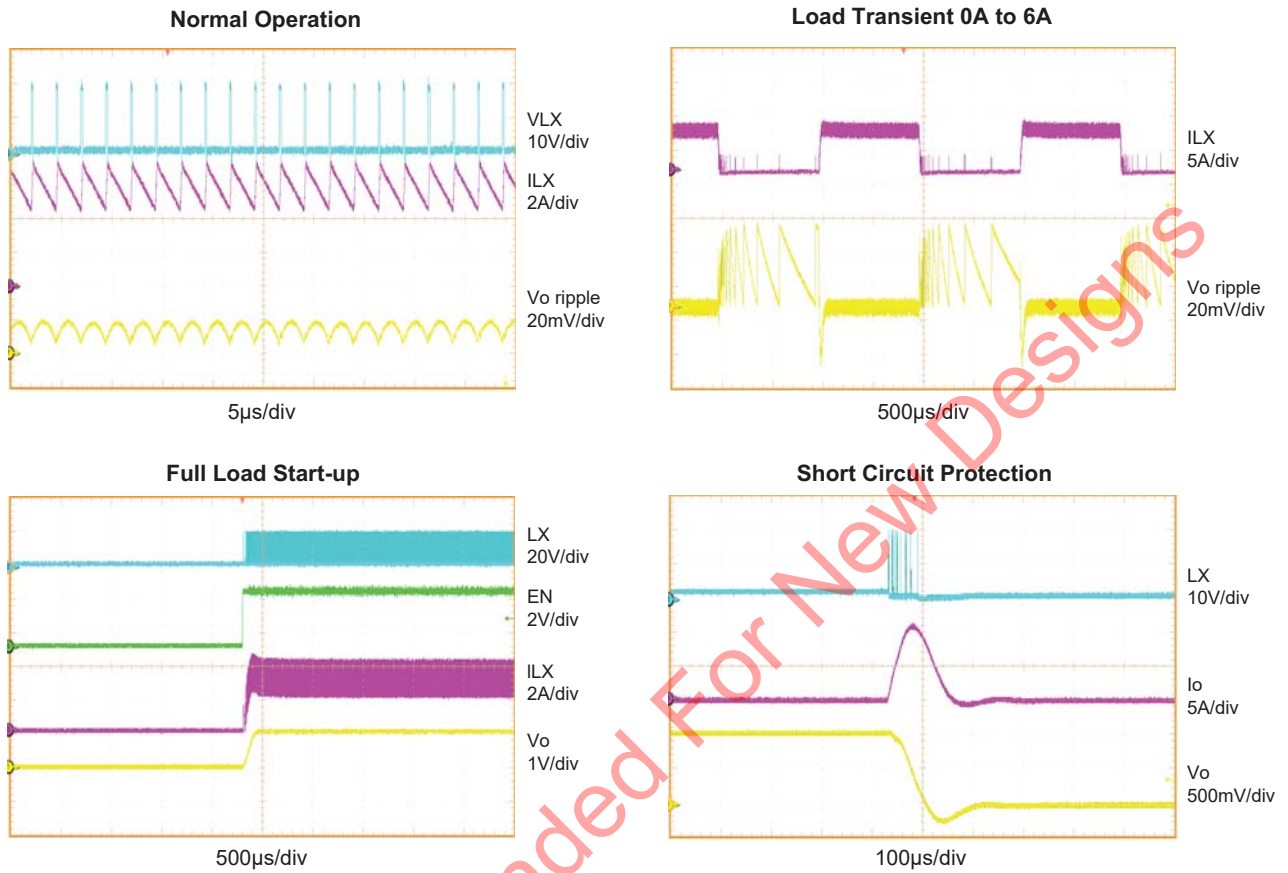 Normal Operation
VLX
10V/div
ILX
2A/div
Vo ripple
20mV/div
5µs/div
Load Transient 0A to 6A
ILX
5A/div
Vo ripple
20mV/div
500µs/div
Full Load Start-up
LX
20V/div
EN
2V/div
ILX
2A/div
Vo
1V/div
500µs/div
Short Circuit Protection
LX
10V/div
Io
5A/div
Vo
500mV/div
100µs/div
nded For New Designs